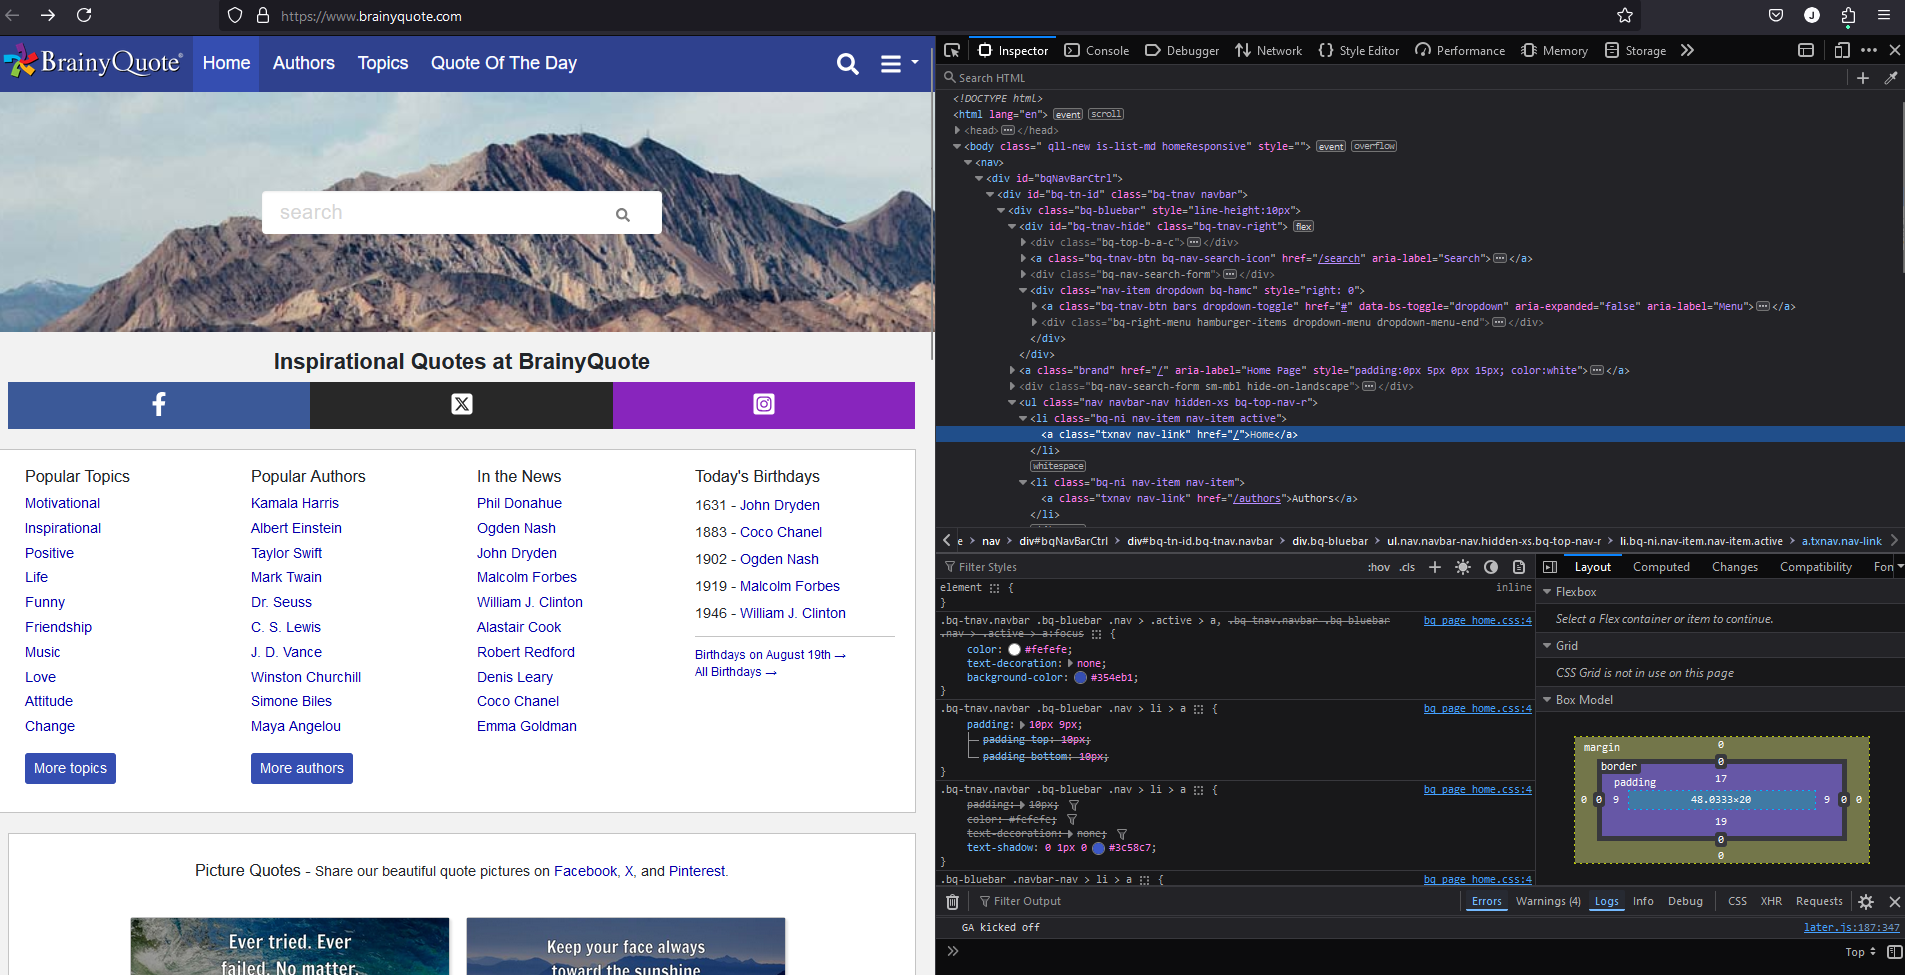 https://www.brainyquote.com
J
BrainyQuote®
Home
Authors
Topics
Quote Of The Day
search
Inspirational Quotes at BrainyQuote
Popular Topics
Motivational
Inspirational
Positive
Life
Funny
Friendship
Music
Love
Attitude
Change
More topics
Popular Authors
Kamala Harris
Albert Einstein
Taylor Swift
Mark Twain
Dr. Seuss
C. S. Lewis
J. D. Vance
Winston Churchill
Simone Biles
Maya Angelou
More authors
In the News
Phil Donahue
Ogden Nash
John Dryden
Malcolm Forbes
William J. Clinton
Alastair Cook
Robert Redford
Denis Leary
Coco Chanel
Emma Goldman
Today's Birthdays
1631 - John Dryden
1883 - Coco Chanel
1902 - Ogden Nash
1919 - Malcolm Forbes
1946 - William J. Clinton
Birthdays on August 19th →
All Birthdays →
Picture Quotes - Share our beautiful quote pictures on Facebook, X, and Pinterest.
Ever tried. Ever
failed. No matter.
Keep your face always
toward the sunshine
Inspector
Console
Debugger
Network
Style Editor
Performance
Memory
Storage
Search HTML
<!DOCTYPE html>
<html lang="en"> event scroll
<head> ••• </head>
<body class=" qll-new is-list-md homeResponsive" style=""> event overflow
<nav>
<div id="bqNavBarCtrl">
<div id="bq-tn-id" class="bq-tnav navbar">
<div class="bq-bluebar" style="line-height:10px">
<div id="bq-tnav-hide" class="bq-tnav-right"> flex
<div class="bq-top-b-a-c"> ••• </div>
<a class="bq-tnav-btn bq-nav-search-icon" href="/search" aria-label="Search"> ••• </a>
<div class="bq-nav-search-form"> ••• </div>
<div class="nav-item dropdown bq-hamc" style="right: 0">
<a class="bq-tnav-btn bars dropdown-toggle" href="#" data-bs-toggle="dropdown" aria-expanded="false" aria-label="Menu"> ••• </a>
<div class="bq-right-menu hamburger-items dropdown-menu dropdown-menu-end"> ••• </div>
</div>
</div>
<a class="brand" href="/" aria-label="Home Page" style="padding:0px 5px 0px 15px; color:white"> ••• </a>
<div class="bq-nav-search-form sm-mbl hide-on-landscape"> ••• </div>
<ul class="nav navbar-nav hidden-xs bq-top-nav-r">
<li class="bq-ni nav-item nav-item active">
<a class="txnav nav-link" href="/">Home</a>
</li>
whitespace
<li class="bq-ni nav-item nav-item">
<a class="txnav nav-link" href="/authors">Authors</a>
</li>
e > nav > div#bqNavBarCtrl > div#bq-tn-id.bq-tnav.navbar > div.bq-bluebar > ul.nav.navbar-nav.hidden-xs.bq-top-nav-r > li.bq-ni.nav-item.nav-item.active > a.txnav.nav-link
Filter Styles
:hov .cls
element { inline
}
.bq-tnav.navbar .bq-bluebar .nav > .active > a, .bq-tnav.navbar .bq-bluebar bq_page_home.css:4
.nav > .active > a:focus {
color: #fefefe;
text-decoration: none;
background-color: #354eb1;
}
.bq-tnav.navbar .bq-bluebar .nav > li > a { bq_page_home.css:4
padding: 10px 9px;
padding-top: 10px;
padding-bottom: 10px;
}
.bq-tnav.navbar .bq-bluebar .nav > li > a { bq_page_home.css:4
padding: 10px;
color: #fefefe;
text-decoration: none;
text-shadow: 0 1px 0 #3c58c7;
}
.bq-bluebar .navbar-nav > li > a { bq_page_home.css:4
Layout
Computed
Changes
Compatibility
Fon
Flexbox
Select a Flex container or item to continue.
Grid
CSS Grid is not in use on this page
Box Model
margin 0
border 0
padding 17
0 0 9 48.0333×20 9 0 0
19
0
0
Filter Output
Errors Warnings (4) Logs Info Debug CSS XHR Requests
GA kicked off later.js:187:347
»
Top